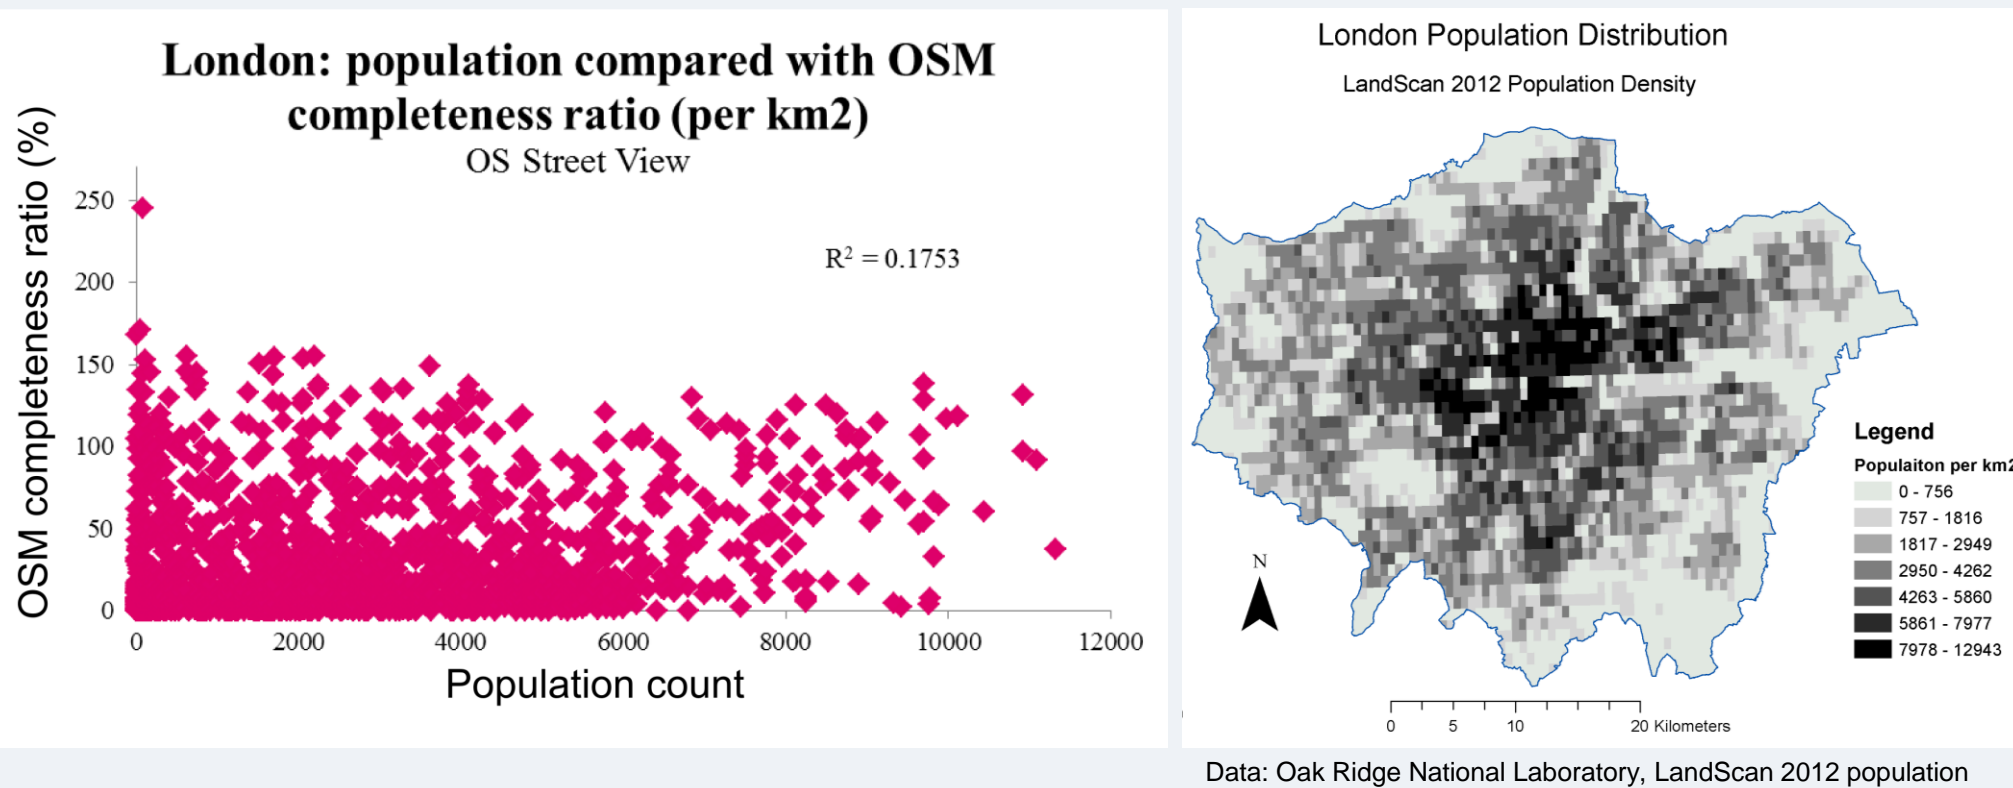 London: population compared with OSM
completeness ratio (per km2)
OS Street View
OSM completeness ratio (%)
250
200
150
100
50
0
R² = 0.1753
0 2000 4000 6000 8000 10000 12000
Population count
London Population Distribution
LandScan 2012 Population Density
Legend
Populaiton per km2
0 - 756
757 - 1816
1817 - 2949
2950 - 4262
4263 - 5860
5861 - 7977
7978 - 12943
N
0 5 10 20 Kilometers
Data: Oak Ridge National Laboratory, LandScan 2012 population